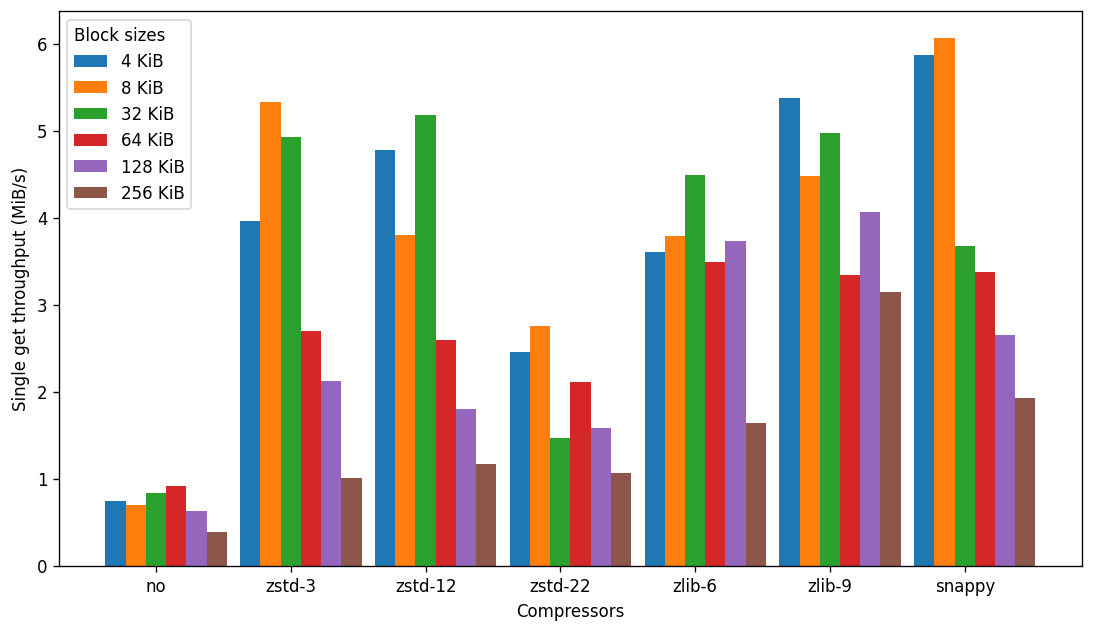 Block sizes
4 KiB
8 KiB
32 KiB
64 KiB
128 KiB
256 KiB
Single get throughput (MiB/s)
6
5
4
3
2
1
0
no zstd-3 zstd-12 zstd-22 zlib-6 zlib-9 snappy
Compressors